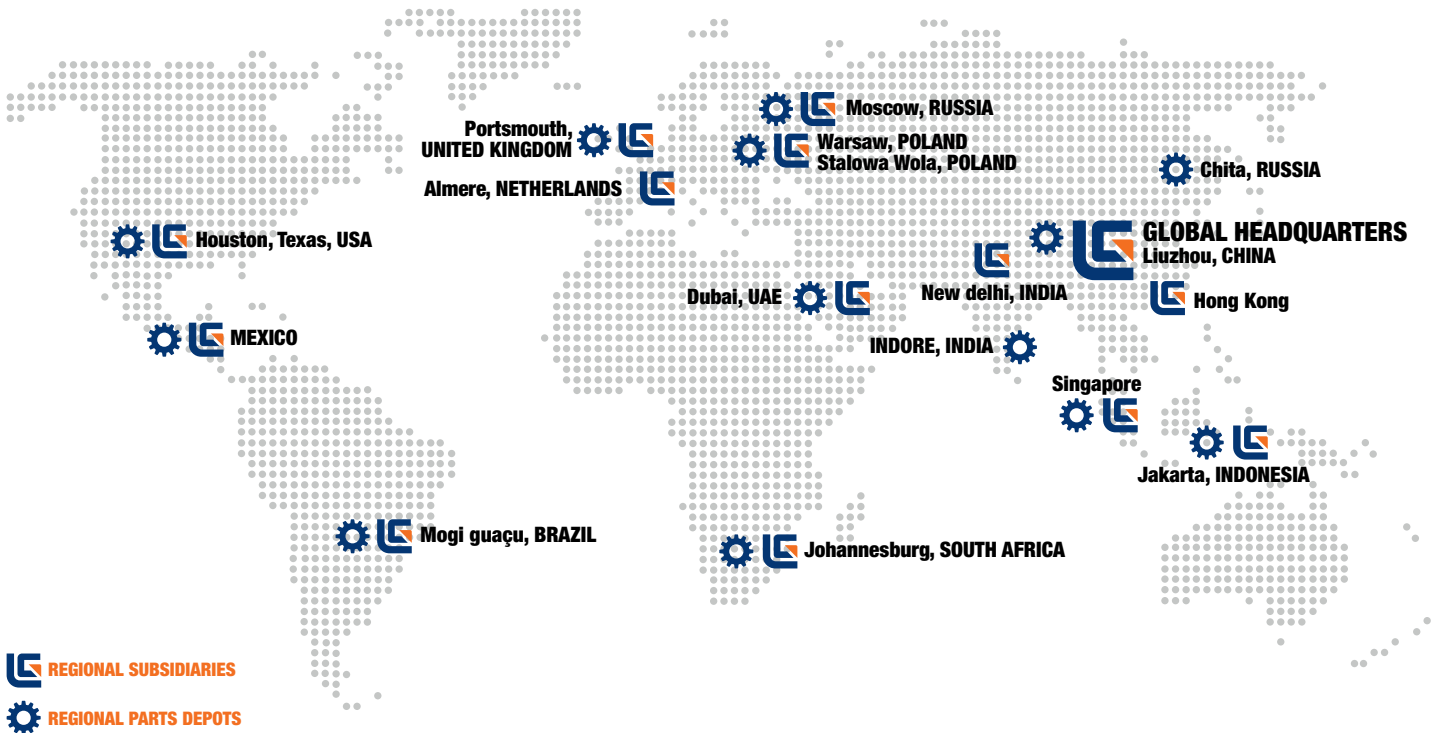 Moscow, RUSSIA
Portsmouth,
UNITED KINGDOM
Warsaw, POLAND
Stalowa Wola, POLAND
Chita, RUSSIA
Almere, NETHERLANDS
Houston, Texas, USA
GLOBAL HEADQUARTERS
Liuzhou, CHINA
New delhi, INDIA
Dubai, UAE
Hong Kong
MEXICO
INDORE, INDIA
Singapore
Jakarta, INDONESIA
Mogi guaçu, BRAZIL
Johannesburg, SOUTH AFRICA
REGIONAL SUBSIDIARIES
REGIONAL PARTS DEPOTS